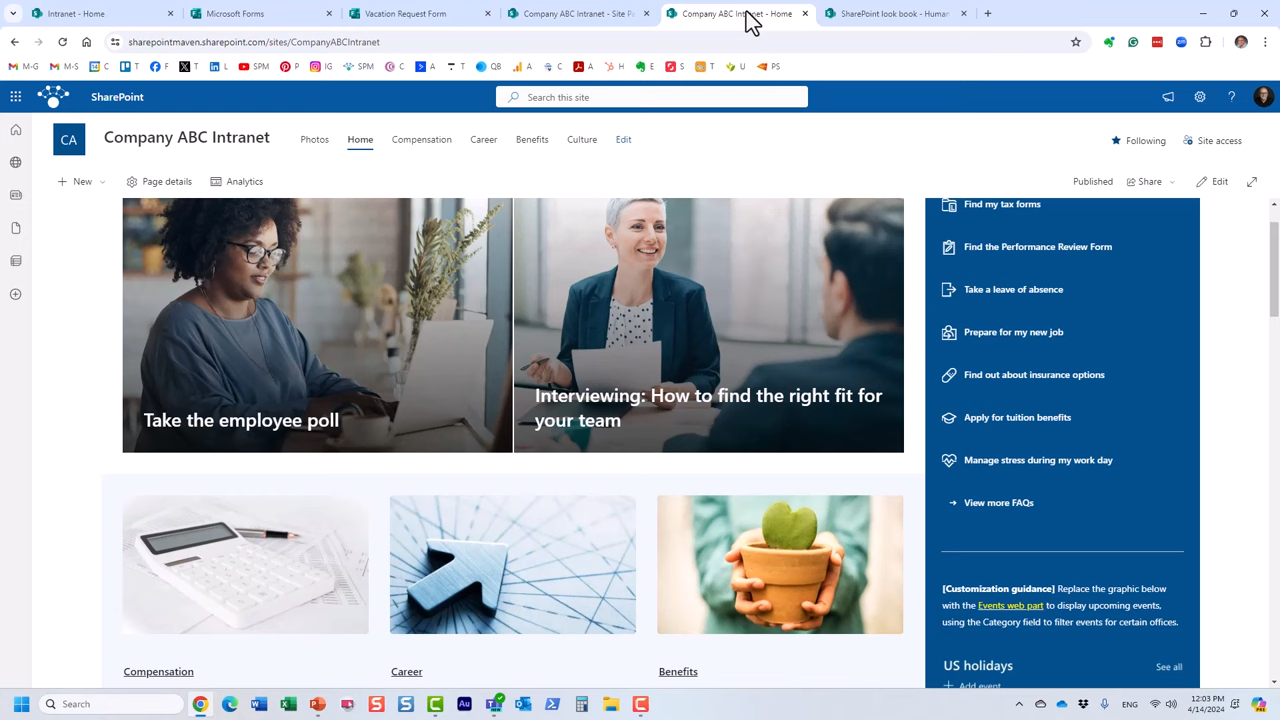 Intranet - Home
Microsoft Forms
Vacation Request Form
Company ABC Intranet - Site P
Company ABC Intranet - Home
SharePoint look book - Human
sharepointmaven.sharepoint.com/sites/CompanyABCIntranet
M-G
M-S
C
T
F
T
L
SPM
P
IG
SPM
C
A
T
QB
A
C
A
H
E
S
T
U
PS
SharePoint
Search this site
CA
Company ABC Intranet
Photos
Home
Compensation
Career
Benefits
Culture
Edit
Following
Site access
New
Page details
Analytics
Published
Share
Edit
Take the employee poll
Interviewing: How to find the right fit for
your team
Find my tax forms
Find the Performance Review Form
Take a leave of absence
Prepare for my new job
Find out about insurance options
Apply for tuition benefits
Manage stress during my work day
View more FAQs
[Customization guidance] Replace the graphic below
with the Events web part to display upcoming events,
using the Category field to filter events for certain offices.
US holidays
See all
Add event
Compensation
Career
Benefits
Search
ENG
12:03 PM
4/14/2024